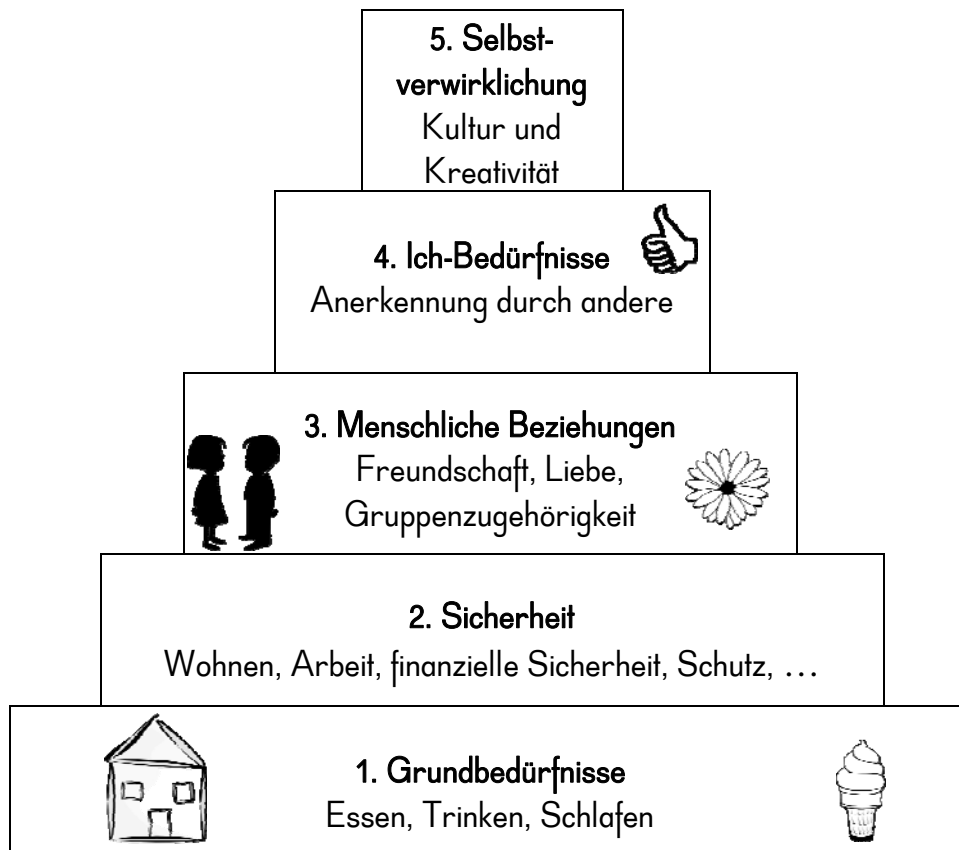 5. Selbst-
verwirklichung
Kultur und
Kreativität
4. Ich-Bedürfnisse
Anerkennung durch andere
3. Menschliche Beziehungen
Freundschaft, Liebe,
Gruppenzugehörigkeit
2. Sicherheit
Wohnen, Arbeit, finanzielle Sicherheit, Schutz, …
1. Grundbedürfnisse
Essen, Trinken, Schlafen